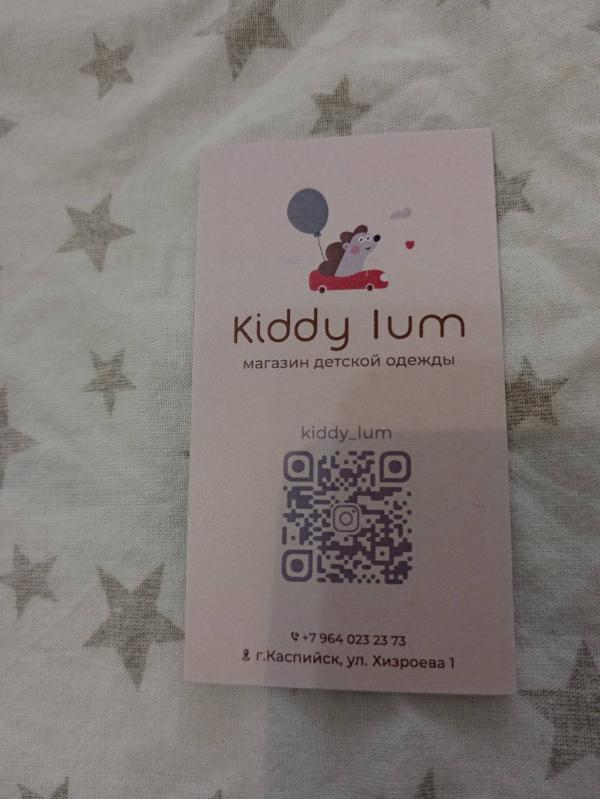 kiddy lum
магазин детской одежды
kiddy_lum
+7 964 023 23 73
г.Каспийск, ул. Хизроева 1